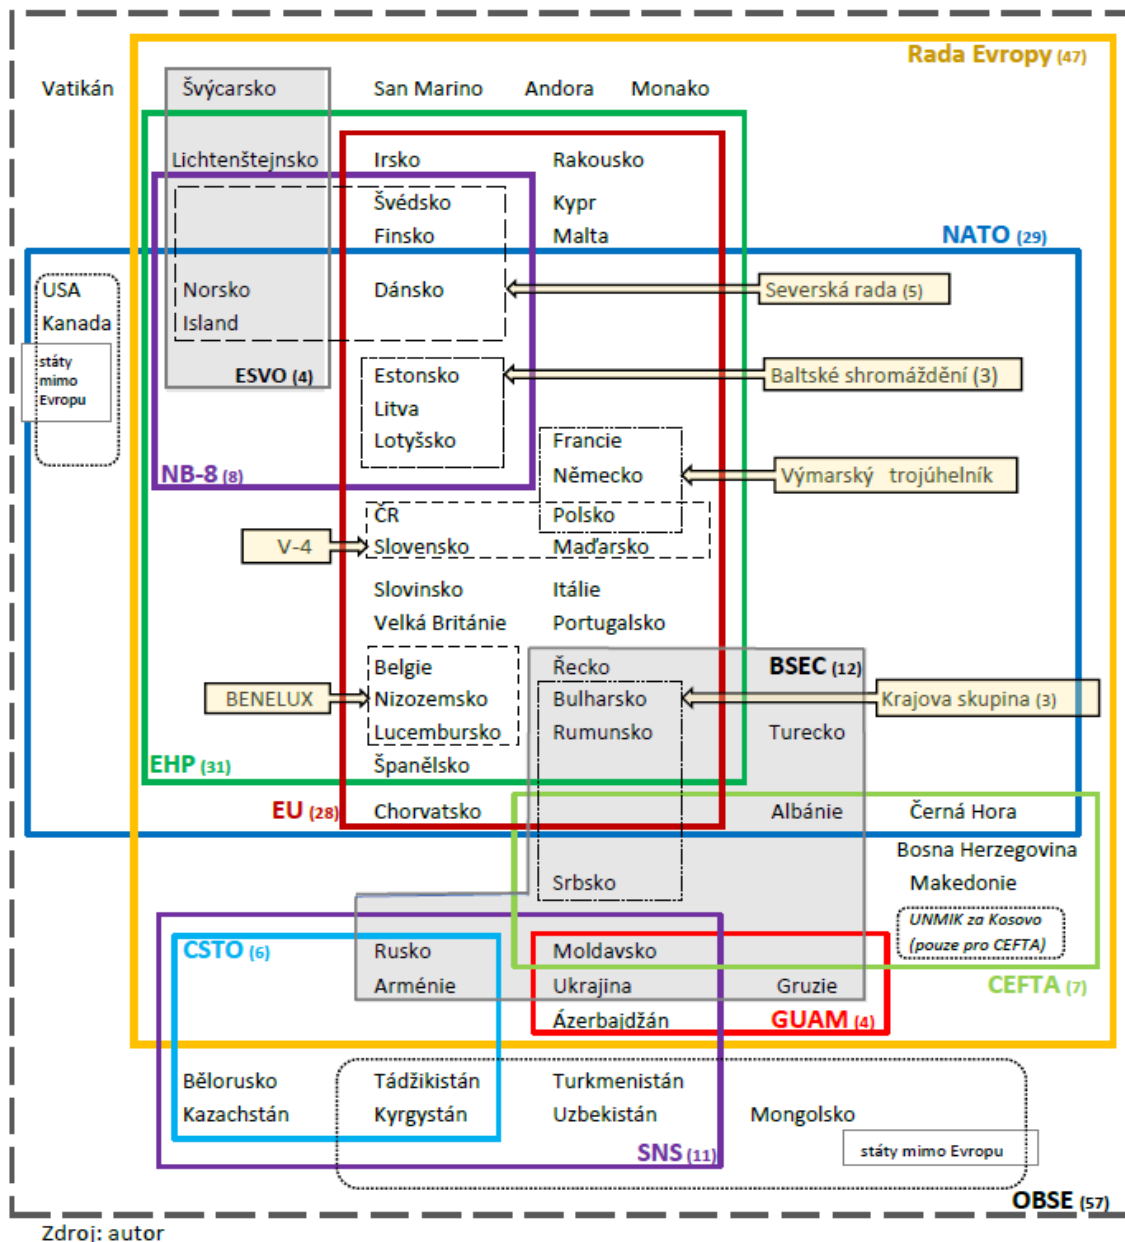 Rada Evropy (47)
Vatikán Švýcarsko San Marino Andora Monako
Lichtenštejnsko Irsko Rakousko
Švédsko Kypr
Finsko Malta
NATO (29)
USA Norsko Dánsko Severská rada (5)
Kanada Island
státy
mimo
Evropu
ESVO (4) Estonsko Baltské shromáždění (3)
Litva
Lotyšsko Francie
NB-8 (8) Německo Výmarský trojúhelník
ČR Polsko
V-4 Slovensko Maďarsko
Slovinsko Itálie
Velká Británie Portugalsko
Belgie Řecko BSEC (12)
BENELUX Nizozemsko Bulharsko Krajova skupina (3)
Lucembursko Rumunsko Turecko
EHP (31) Španělsko
EU (28) Chorvatsko Albánie Černá Hora
Bosna Herzegovina
Srbsko Makedonie
UNMIK za Kosovo
(pouze pro CEFTA)
CSTO (6) Rusko Moldavsko
Arménie Ukrajina Gruzie CEFTA (7)
Ázerbajdžán GUAM (4)
Bělorusko Tádžikistán Turkmenistán
Kazachstán Kyrgystán Uzbekistán Mongolsko
SNS (11) státy mimo Evropu
OBSE (57)
Zdroj: autor